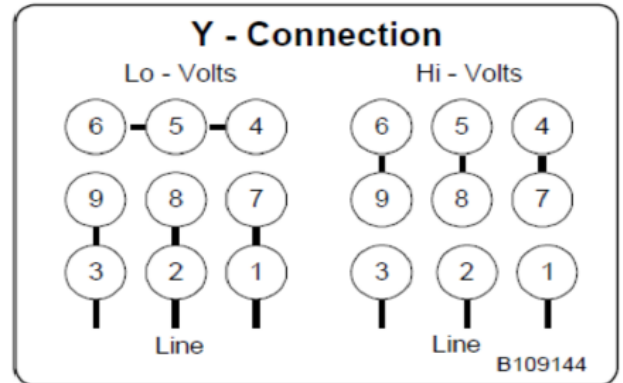 Y - Connection
Lo - Volts Hi - Volts
6 5 4 6 5 4
9 8 7 9 8 7
3 2 1 3 2 1
Line Line
B109144